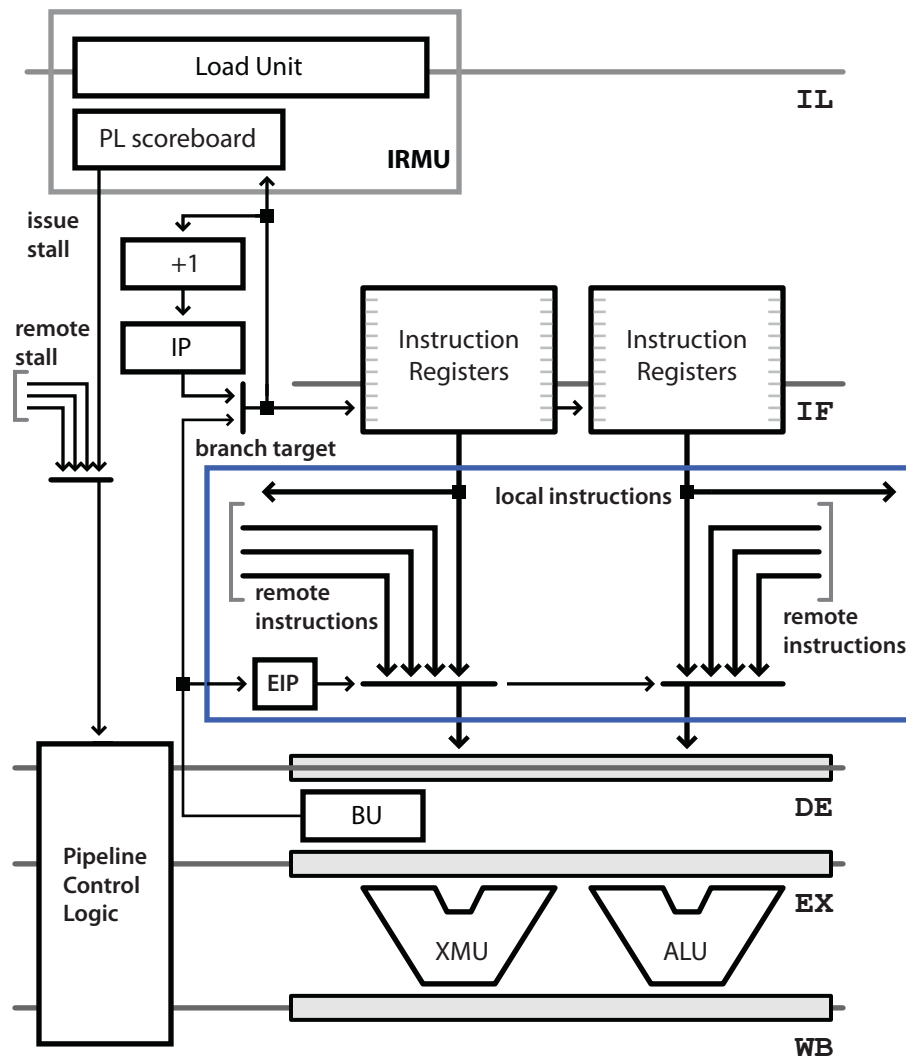 Load Unit
IL
PL scoreboard
IRMU
issue
stall
+1
remote
stall
IP
Instruction
Registers
Instruction
Registers
IF
branch target
local instructions
remote
instructions
remote
instructions
EIP
DE
BU
Pipeline
Control
Logic
EX
XMU
ALU
WB